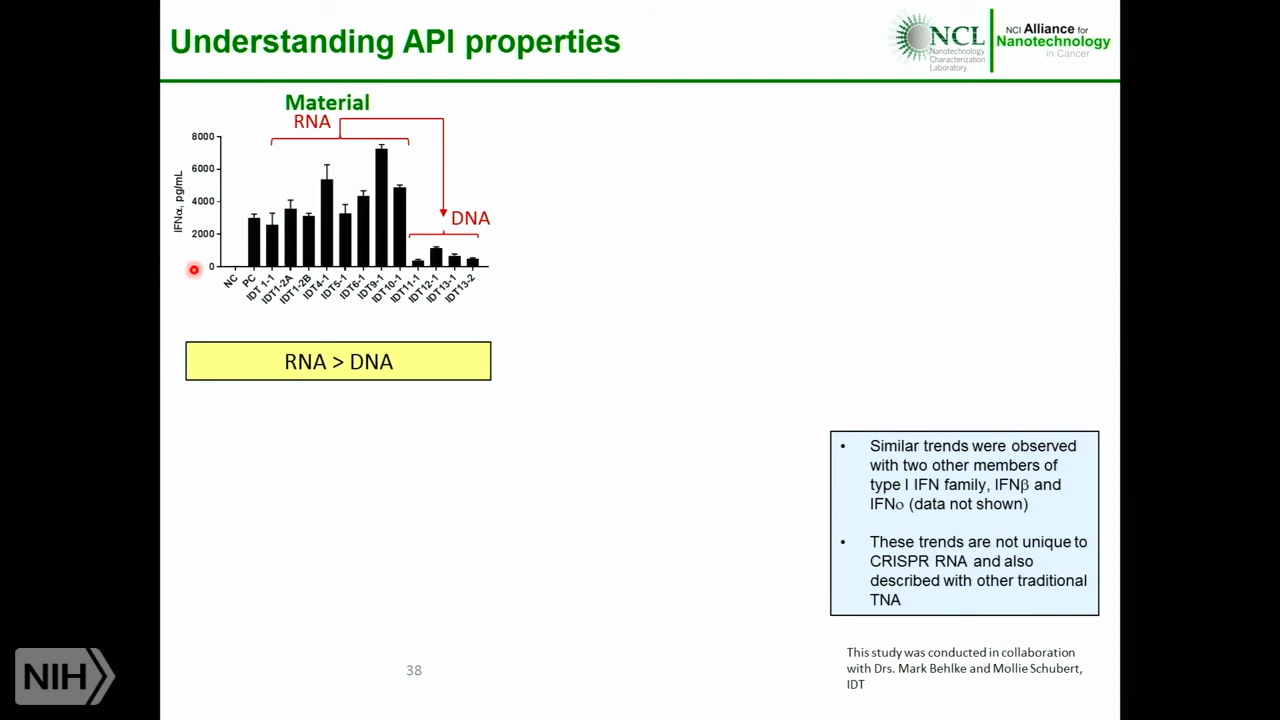 Understanding API properties
NCL
Nanotechnology
Characterization
Laboratory
NCI Alliance for
Nanotechnology
in Cancer
Material
RNA
8000
6000
4000
2000
0
IFNα, pg/mL
DNA
NC
PC
IDT 1-1
IDT1-2A
IDT1-2B
IDT4-1
IDT5-1
IDT6-1
IDT9-1
IDT10-1
IDT11-1
IDT12-1
IDT13-1
IDT13-2
RNA > DNA
• Similar trends were observed
with two other members of
type I IFN family, IFNβ and
IFNο (data not shown)
• These trends are not unique to
CRISPR RNA and also
described with other traditional
TNA
This study was conducted in collaboration
with Drs. Mark Behlke and Mollie Schubert,
IDT
38
NIH